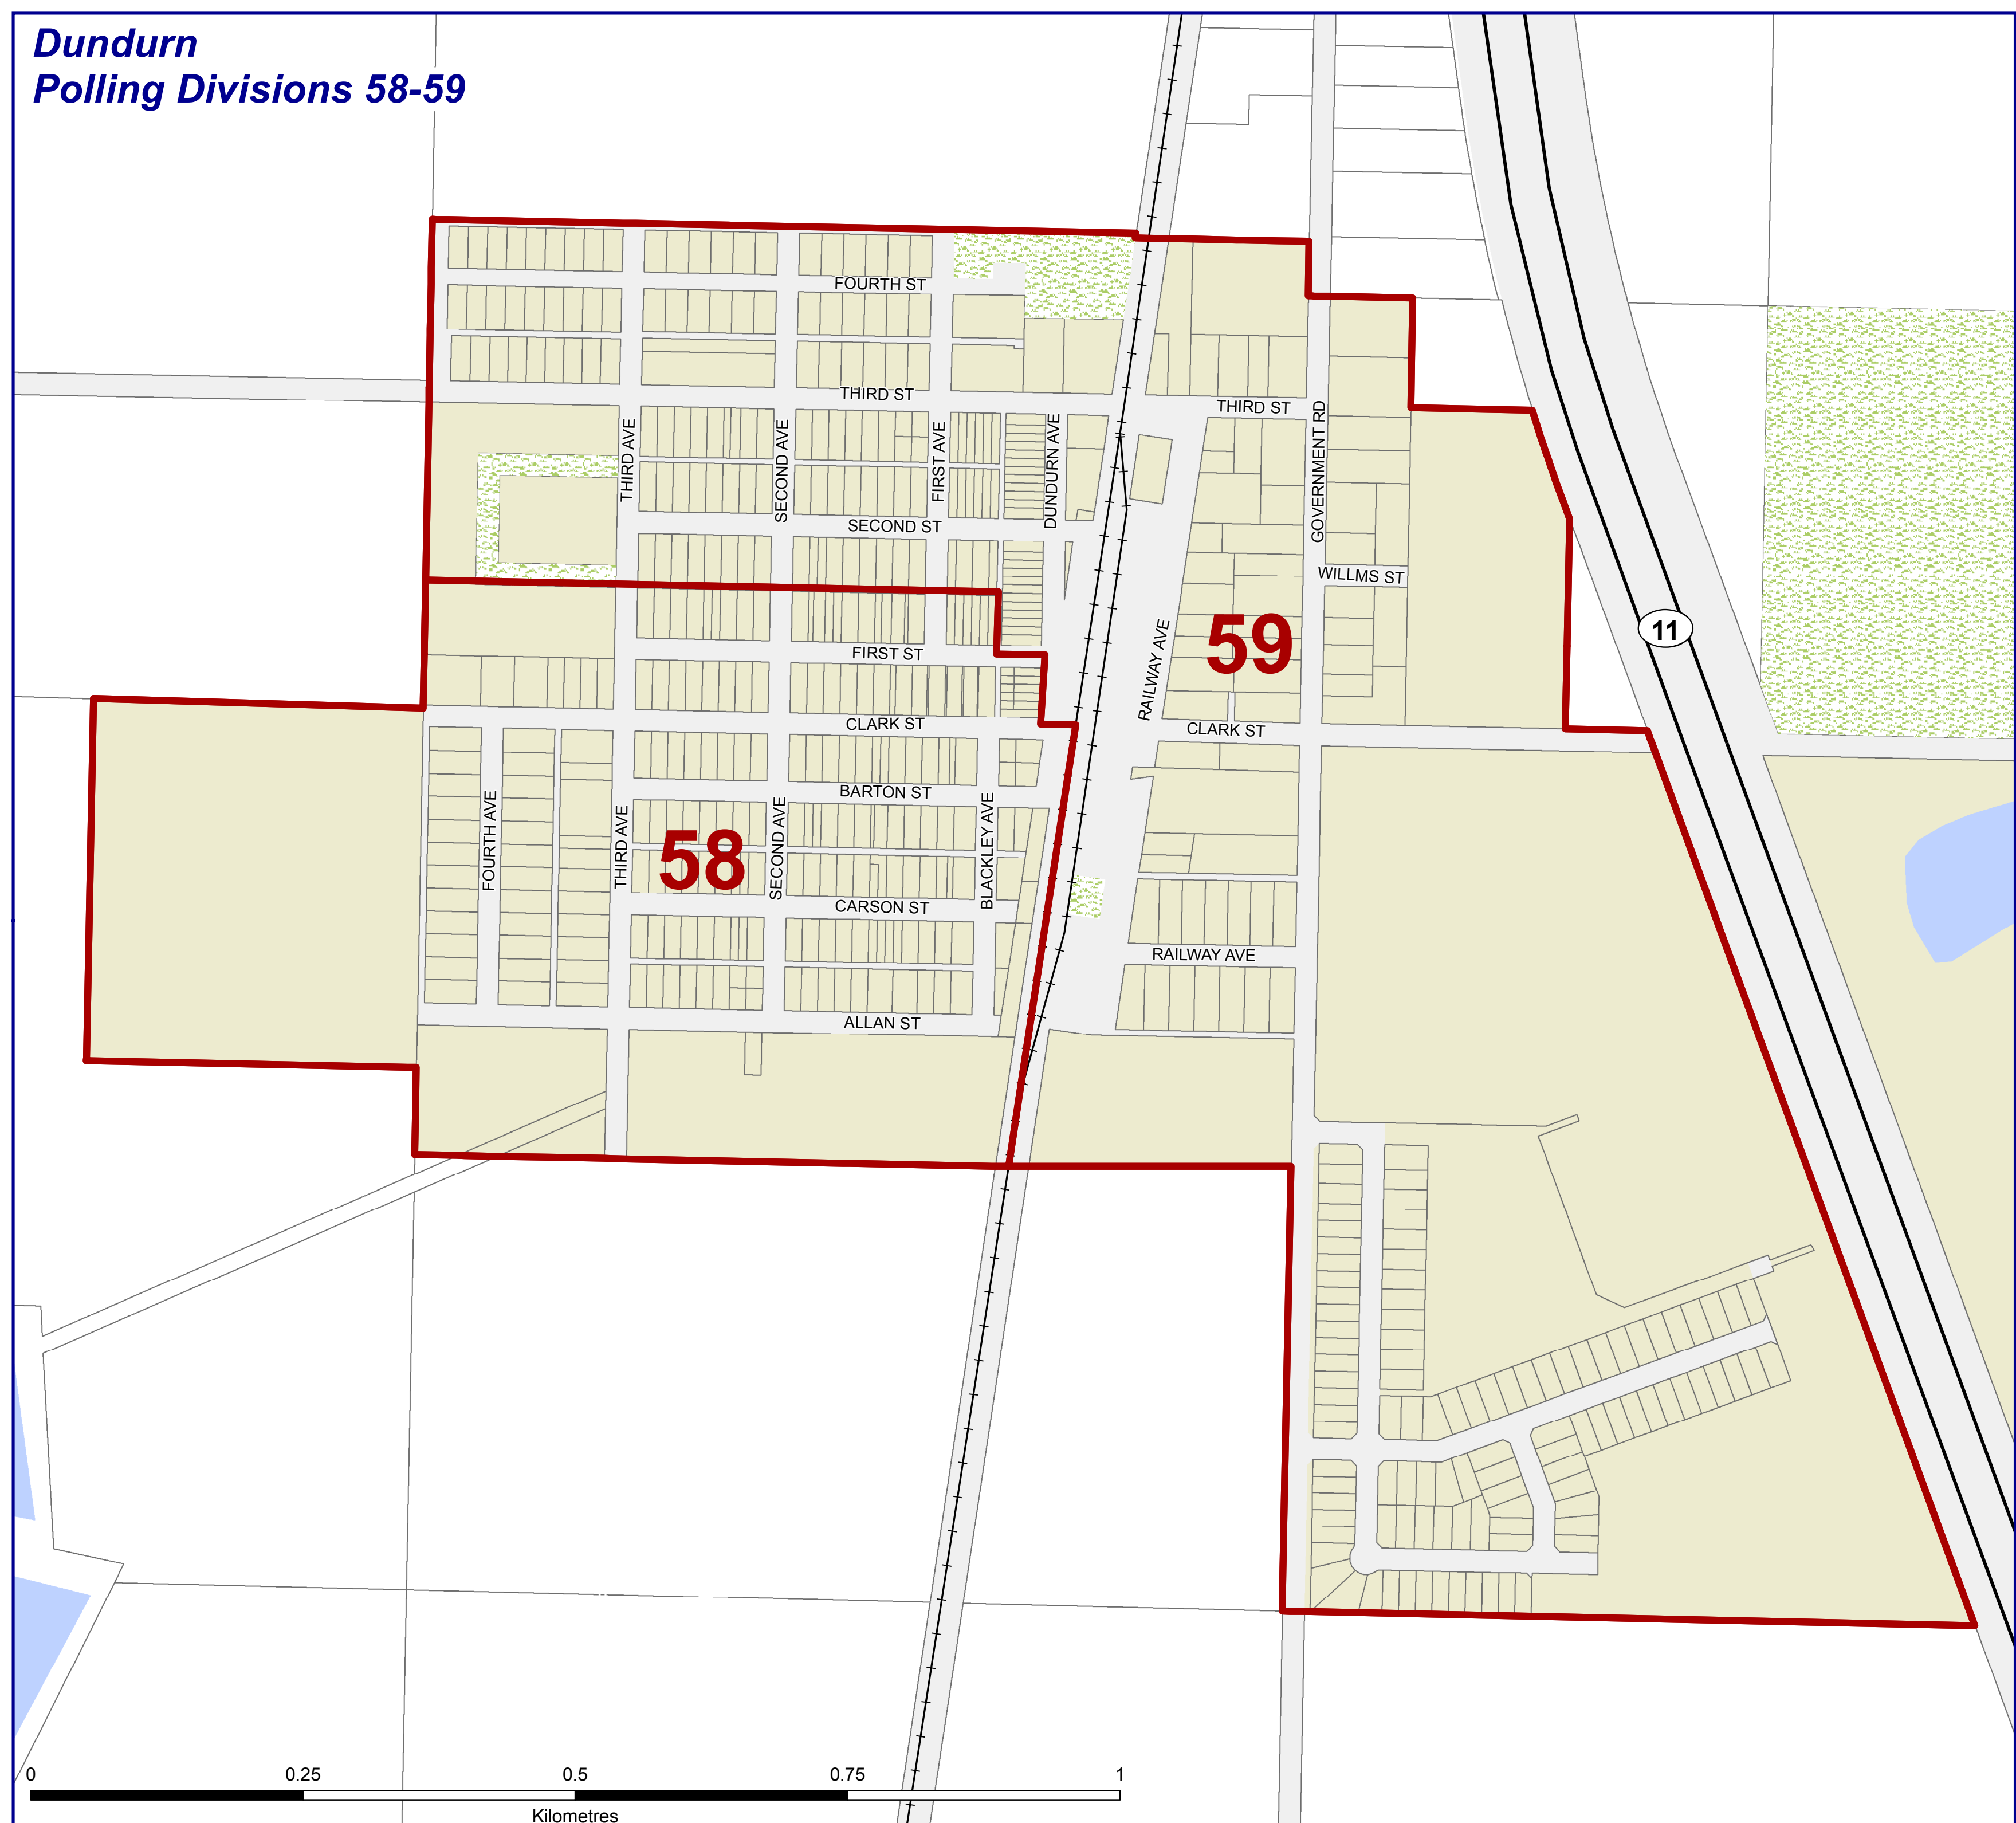 Dundurn
Polling Divisions 58-59
FOURTH ST
THIRD ST
THIRD ST
THIRD AVE
SECOND AVE
FIRST AVE
DUNDURN AVE
GOVERNMENT RD
SECOND ST
WILLMS ST
59
11
FIRST ST
RAILWAY AVE
CLARK ST
CLARK ST
BARTON ST
FOURTH AVE
THIRD AVE
58
SECOND AVE
BLACKLEY AVE
CARSON ST
RAILWAY AVE
ALLAN ST
0 0.25 0.5 0.75 1
Kilometres